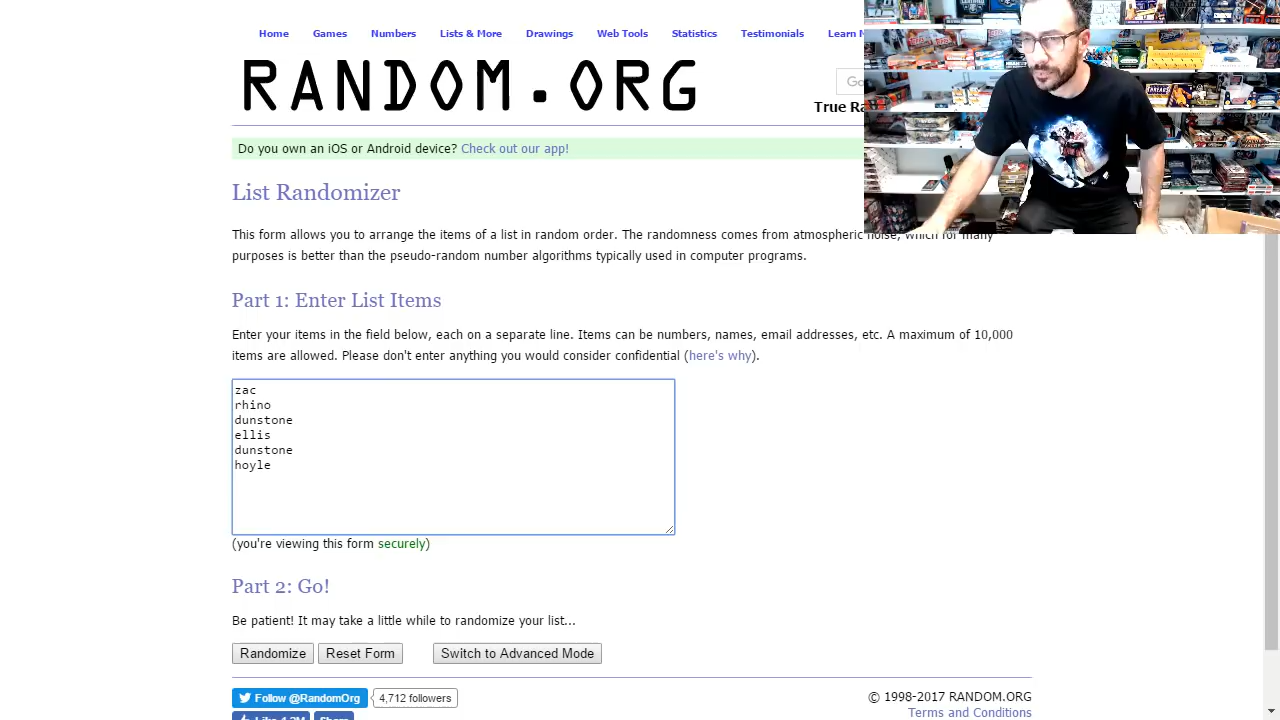 Home Games Numbers Lists & More Drawings Web Tools Statistics Testimonials Learn
RANDOM.ORG
True
Do you own an iOS or Android device? Check out our app!
List Randomizer
This form allows you to arrange the items of a list in random order. The randomness comes from atmospheric noise, which for many
purposes is better than the pseudo-random number algorithms typically used in computer programs.
Part 1: Enter List Items
Enter your items in the field below, each on a separate line. Items can be numbers, names, email addresses, etc. A maximum of 10,000
items are allowed. Please don't enter anything you would consider confidential (here's why).
zac
rhino
dunstone
ellis
dunstone
hoyle
(you're viewing this form securely)
Part 2: Go!
Be patient! It may take a little while to randomize your list...
Randomize Reset Form Switch to Advanced Mode
Follow @RandomOrg 4,712 followers
© 1998-2017 RANDOM.ORG
Like 1.2M Share
Terms and Conditions